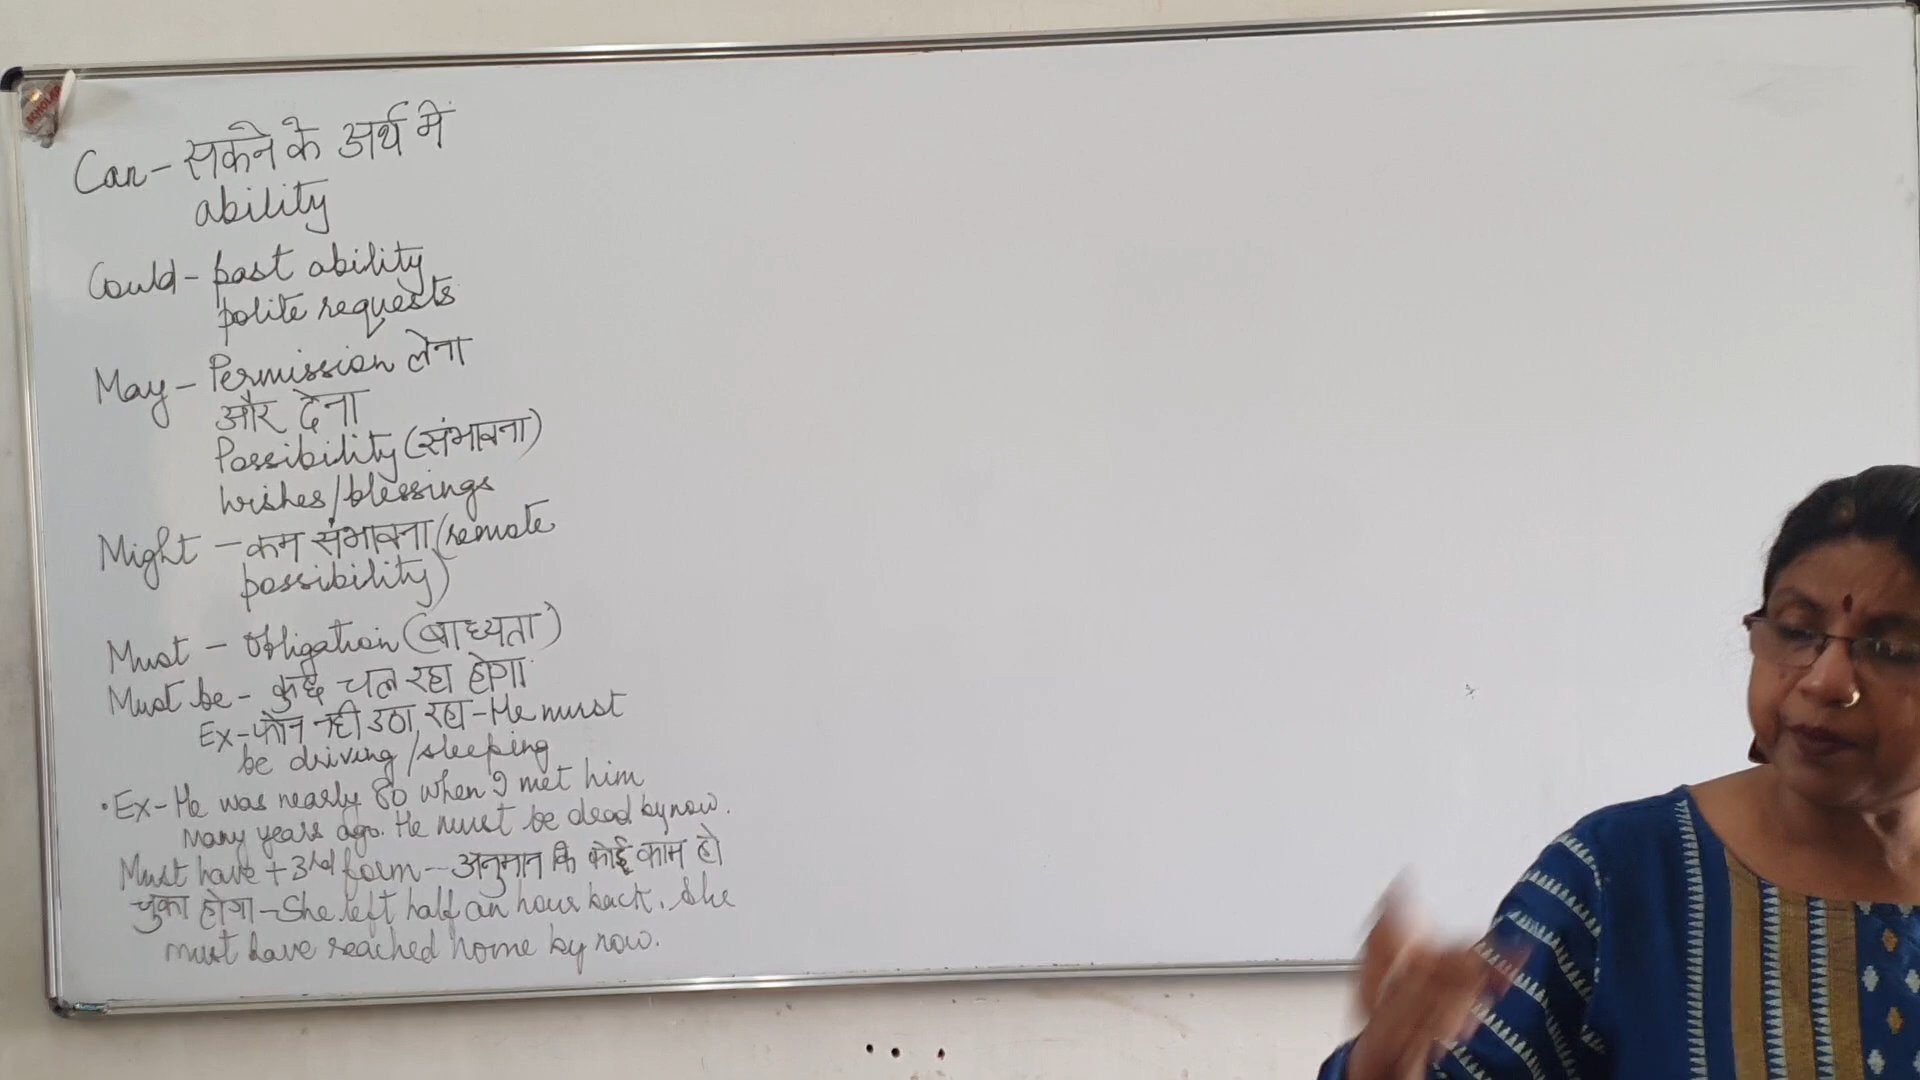 Can - सकने के अर्थ में
ability
Could - past ability
polite requests
May - Permission लेना
और देना
Possibility (संभावना)
wishes/blessings
Might - कम संभावना (remote
possibility)
Must - Obligation (बाध्यता)
Must be - कुछ चल रहा होगा
Ex - फोन नही उठा रहा - He must
be driving/sleeping
• Ex - He was nearly 80 when I met him
many years ago. He must be dead by now.
Must have + 3rd form -- अनुमान कि कोई काम हो
चुका होगा - She left half an hour back. She
must have reached home by now.